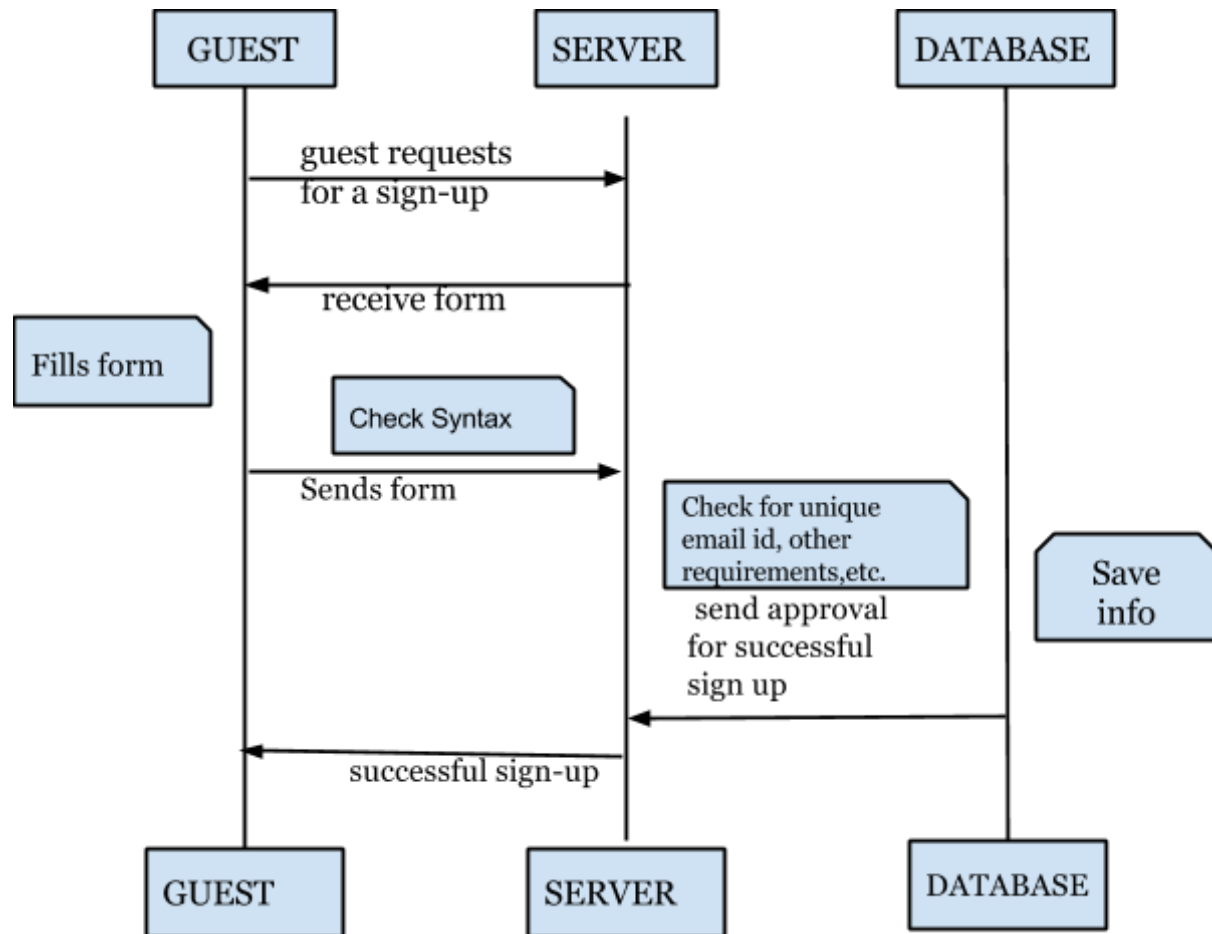 GUEST
SERVER
DATABASE
guest requests
for a sign-up
receive form
Fills form
Check Syntax
Sends form
Check for unique
email id, other
requirements,etc.
Save
info
send approval
for successful
sign up
successful sign-up
GUEST
SERVER
DATABASE